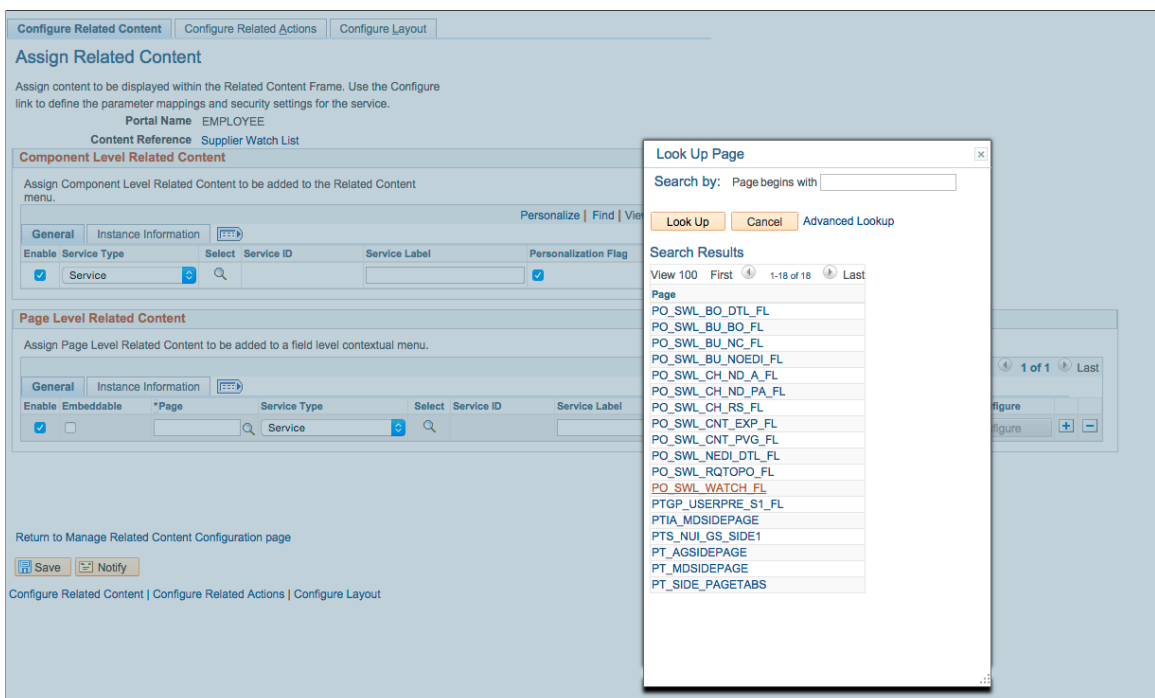 Configure Related Content
Configure Related Actions
Configure Layout
Assign Related Content
Assign content to be displayed within the Related Content Frame. Use the Configure
link to define the parameter mappings and security settings for the service.
Portal Name EMPLOYEE
Content Reference Supplier Watch List
Component Level Related Content
Assign Component Level Related Content to be added to the Related Content
menu.
Personalize | Find |
General Instance Information
Enable Service Type Select Service ID Service Label Personalization Flag
Service
Page Level Related Content
Assign Page Level Related Content to be added to a field level contextual menu.
1 of 1 Last
General Instance Information
Enable Embeddable *Page Service Type Select Service ID Service Label
Service
Return to Manage Related Content Configuration page
Save Notify
Configure Related Content | Configure Related Actions | Configure Layout
Look Up Page
Search by: Page begins with
Look Up Cancel Advanced Lookup
Search Results
View 100 First 1-18 of 18 Last
Page
PO_SWL_BO_DTL_FL
PO_SWL_BU_BO_FL
PO_SWL_BU_NC_FL
PO_SWL_BU_NOEDI_FL
PO_SWL_CH_ND_A_FL
PO_SWL_CH_ND_PA_FL
PO_SWL_CH_RS_FL
PO_SWL_CNT_EXP_FL
PO_SWL_CNT_PVG_FL
PO_SWL_NEDI_DTL_FL
PO_SWL_RQTOPO_FL
PO_SWL_WATCH_FL
PTGP_USERPRE_S1_FL
PTIA_MDSIDEPAGE
PTS_NUI_GS_SIDE1
PT_AGSIDEPAGE
PT_MDSIDEPAGE
PT_SIDE_PAGETABS